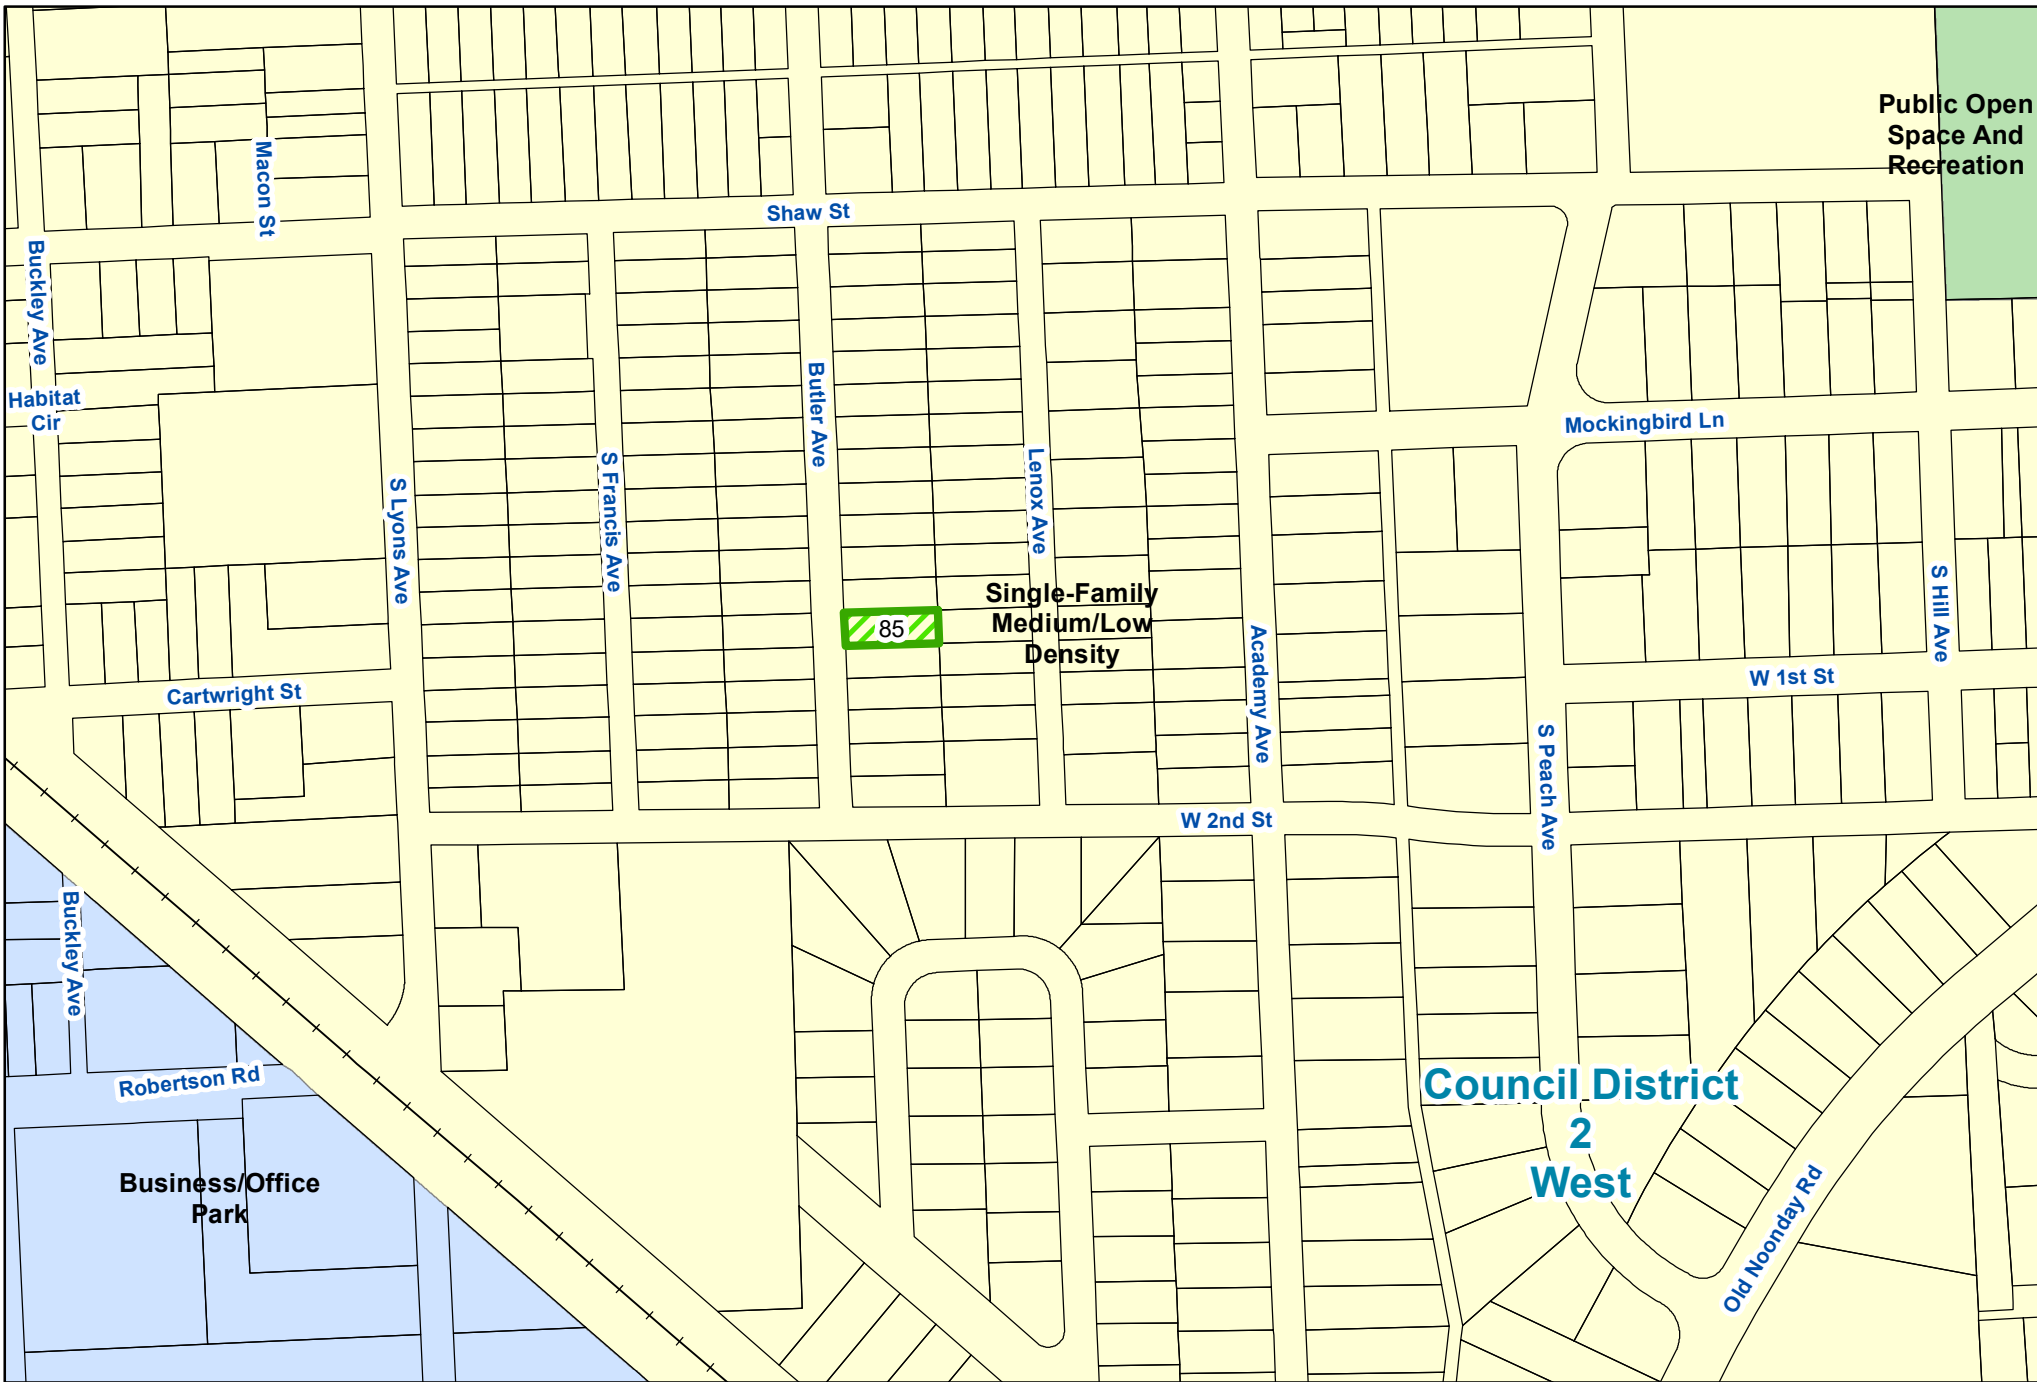 Public Open
Space And
Recreation
Macon St
Shaw St
Buckley Ave
Habitat
Cir
Butler Ave
Mockingbird Ln
S Lyons Ave
S Francis Ave
Lenox Ave
Single-Family
Medium/Low
Density
85
S Hill Ave
Academy Ave
W 1st St
Cartwright St
S Peach Ave
W 2nd St
Buckley Ave
Robertson Rd
Council District
2
West
Business/Office
Park
Old Noonday Rd